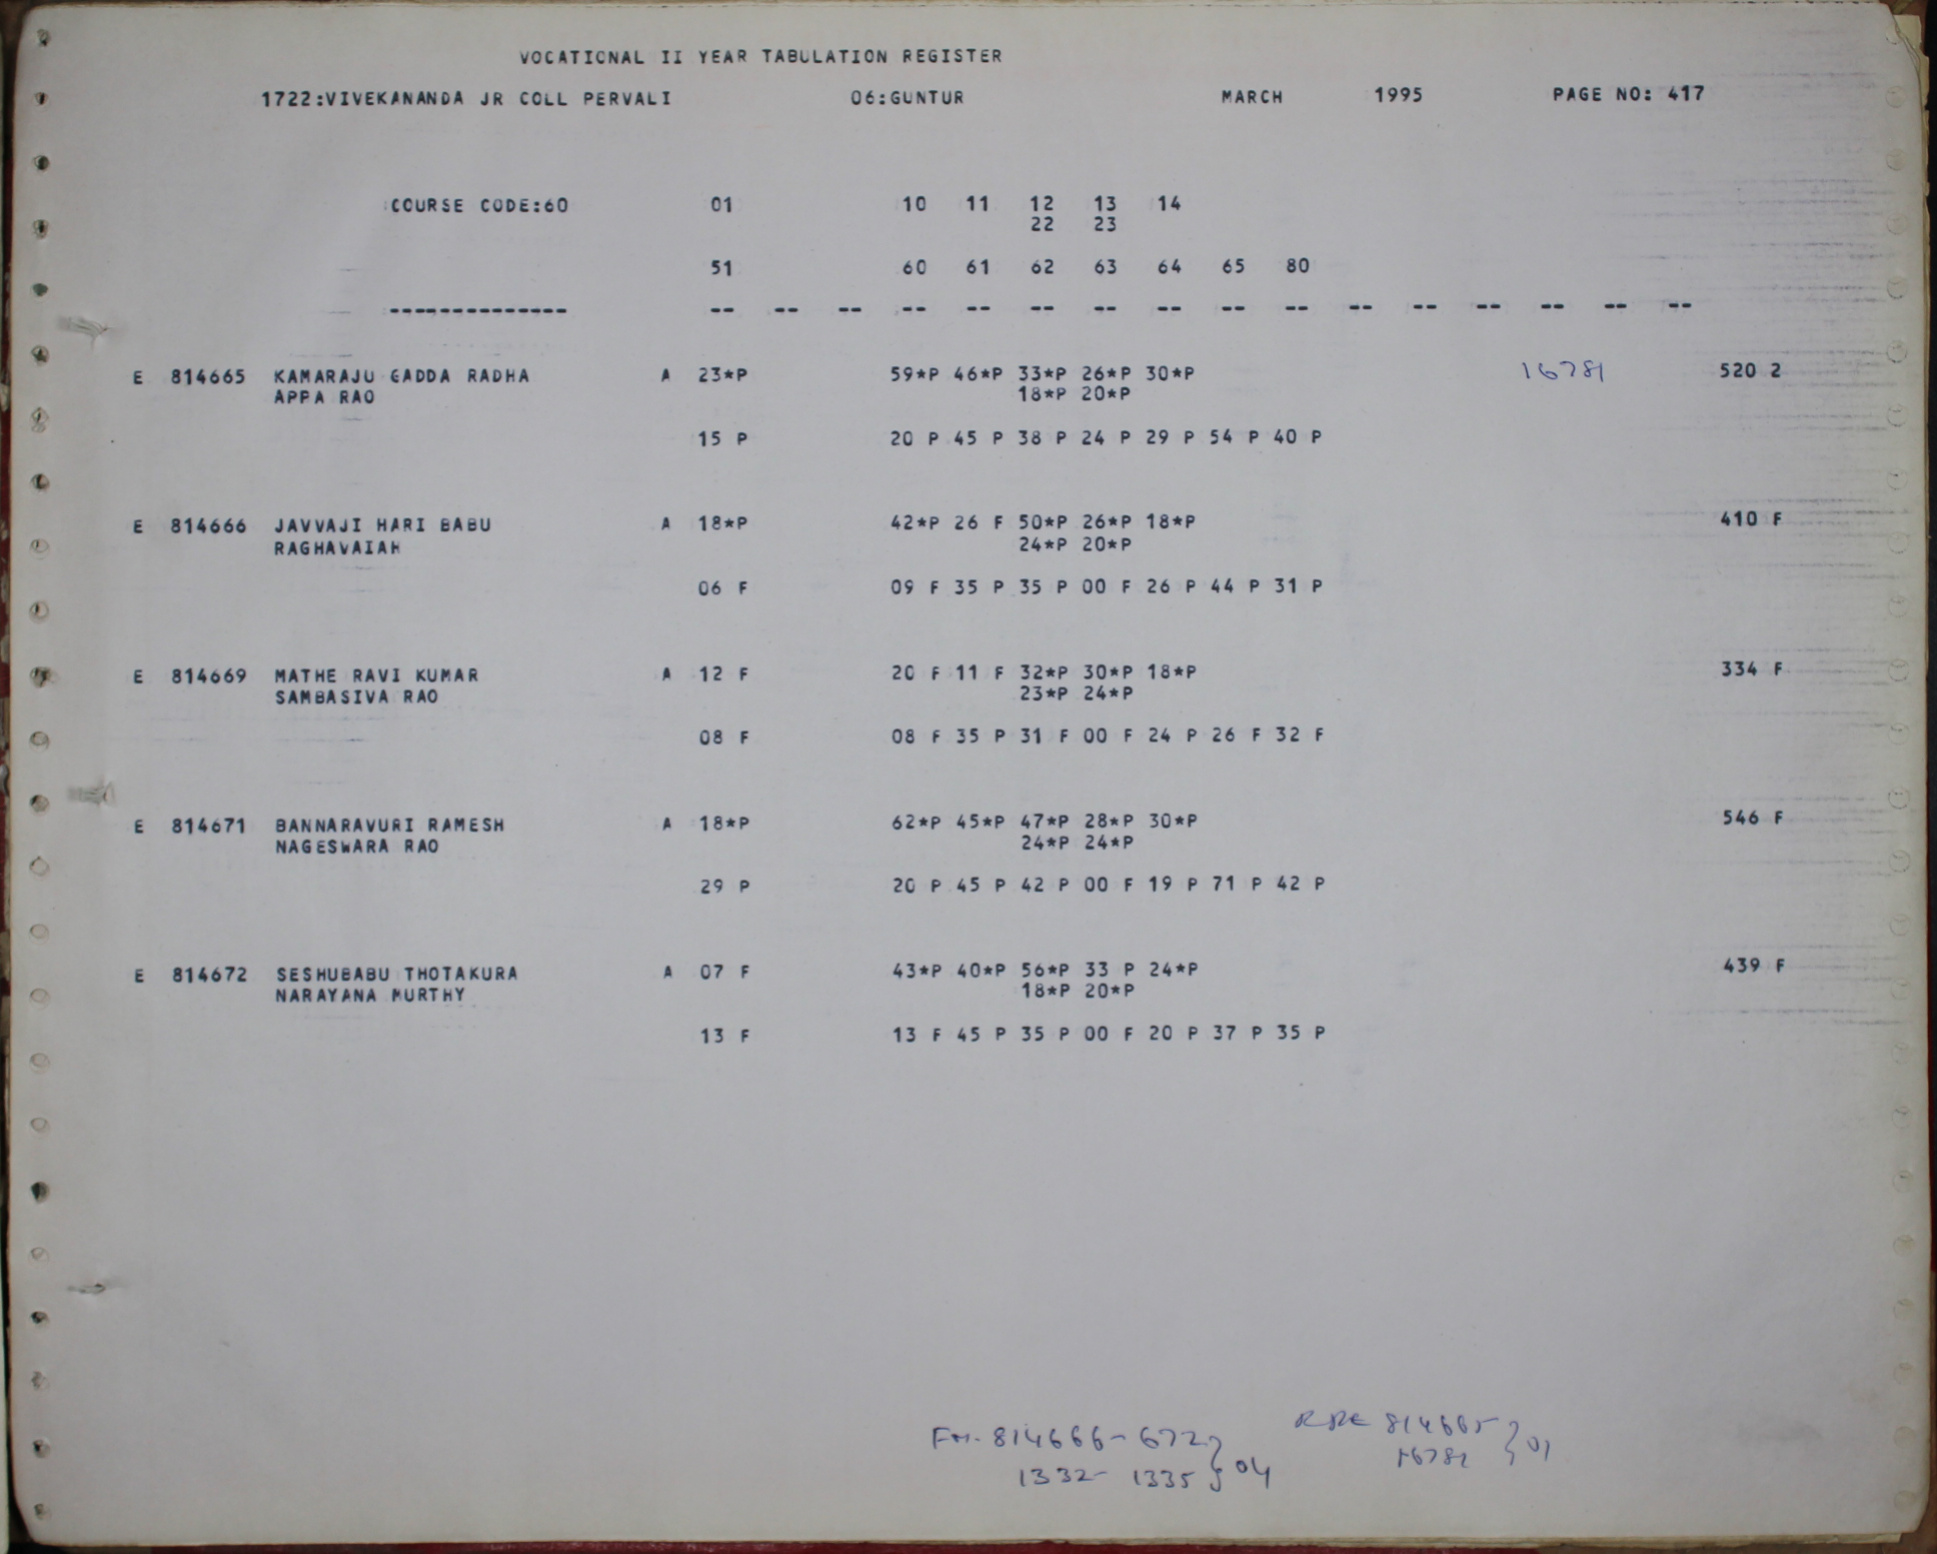 VOCATIONAL II YEAR TABULATION REGISTER
1722:VIVEKANANDA JR COLL PERVALI 06:GUNTUR MARCH 1995 PAGE NO: 417
COURSE CODE:60 01 10 11 12 13 14
22 23
51 60 61 62 63 64 65 80
-------------- -- -- -- -- -- -- -- -- -- -- -- -- -- -- -- --
E 814665 KAMARAJU GADDA RADHA A 23*P 59*P 46*P 33*P 26*P 30*P 16781 520 2
APPA RAO 18*P 20*P
15 P 20 P 45 P 38 P 24 P 29 P 54 P 40 P
E 814666 JAVVAJI HARI BABU A 18*P 42*P 26 F 50*P 26*P 18*P 410 F
RAGHAVAIAH 24*P 20*P
06 F 09 F 35 P 35 P 00 F 26 P 44 P 31 P
E 814669 MATHE RAVI KUMAR A 12 F 20 F 11 F 32*P 30*P 18*P 334 F
SAMBASIVA RAO 23*P 24*P
08 F 08 F 35 P 31 F 00 F 24 P 26 F 32 F
E 814671 BANNARAVURI RAMESH A 18*P 62*P 45*P 47*P 28*P 30*P 546 F
NAGESWARA RAO 24*P 24*P
29 P 20 P 45 P 42 P 00 F 19 P 71 P 42 P
E 814672 SESHUBABU THOTAKURA A 07 F 43*P 40*P 56*P 33 P 24*P 439 F
NARAYANA MURTHY 18*P 20*P
13 F 13 F 45 P 35 P 00 F 20 P 37 P 35 P
814666-672 } 04
1332-1335
814665 } 01
16781